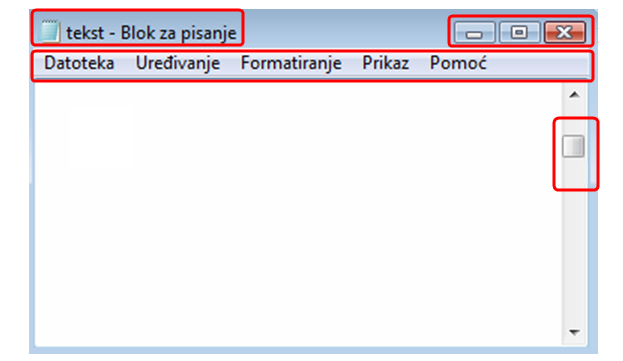 tekst - Blok za pisanje
Datoteka Uređivanje Formatiranje Prikaz Pomoć